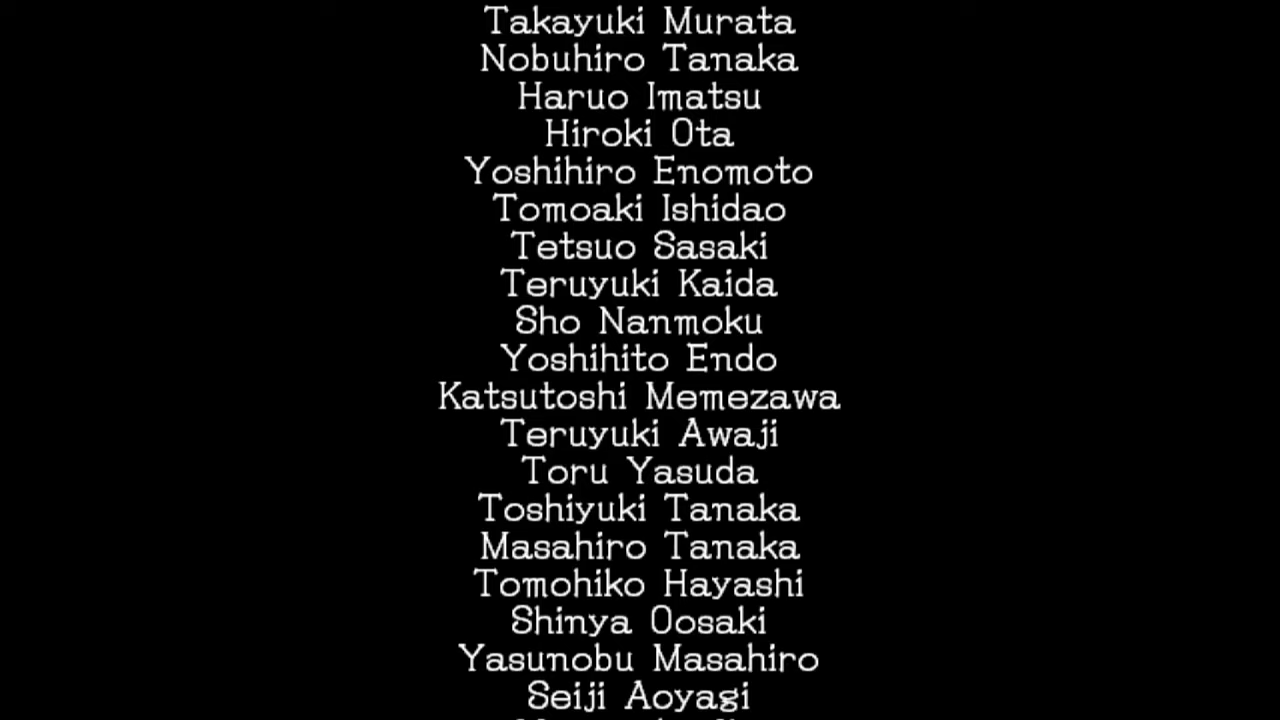 Takayuki Murata
Nobuhiro Tanaka
Haruo Imatsu
Hiroki Ota
Yoshihiro Enomoto
Tomoaki Ishidao
Tetsuo Sasaki
Teruyuki Kaida
Sho Nanmoku
Yoshihito Endo
Katsutoshi Memezawa
Teruyuki Awaji
Toru Yasuda
Toshiyuki Tanaka
Masahiro Tanaka
Tomohiko Hayashi
Shinya Oosaki
Yasunobu Masahiro
Seiji Aoyagi